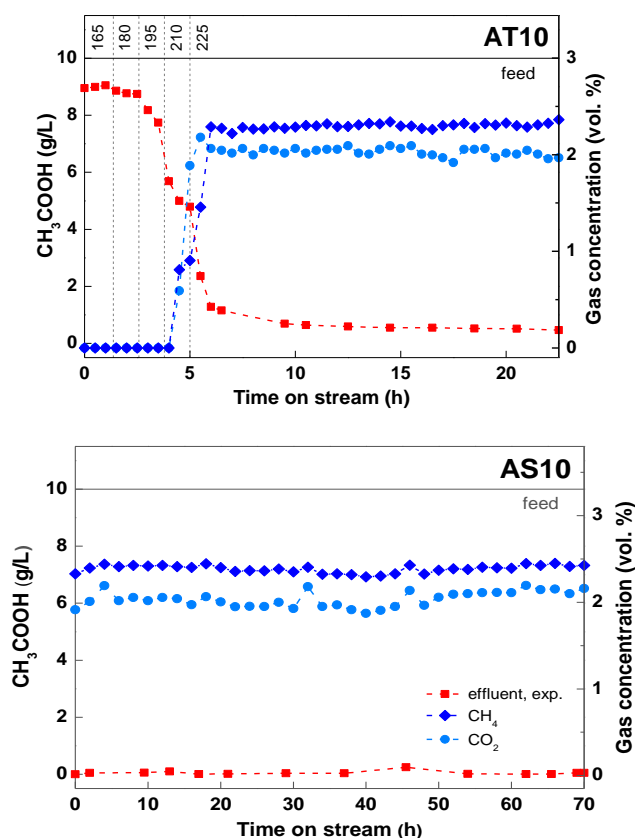 165 180 195 210 225
AT10
feed
10
8
6
4
2
0
3
2
1
0
CH₃COOH (g/L)
Gas concentration (vol. %)
0 5 10 15 20
Time on stream (h)
AS10
feed
10
8
6
4
2
0
3
2
1
0
CH₃COOH (g/L)
Gas concentration (vol. %)
effluent, exp.
CH₄
CO₂
0 10 20 30 40 50 60 70
Time on stream (h)